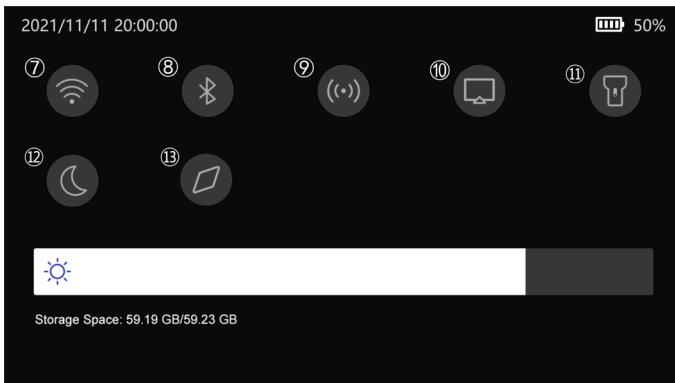 2021/11/11 20:00:00 50%
⑦ ⑧ ⑨ ⑩ ⑪
⑫ ⑬
Storage Space: 59.19 GB/59.23 GB